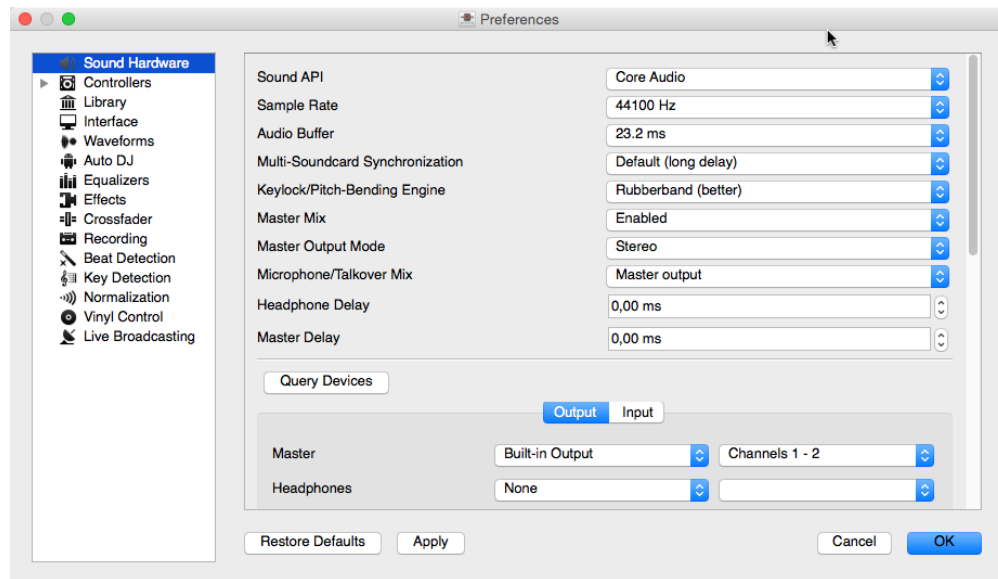 Preferences
Sound Hardware
Controllers
Library
Interface
Waveforms
Auto DJ
Equalizers
Effects
Crossfader
Recording
Beat Detection
Key Detection
Normalization
Vinyl Control
Live Broadcasting
Sound API Core Audio
Sample Rate 44100 Hz
Audio Buffer 23.2 ms
Multi-Soundcard Synchronization Default (long delay)
Keylock/Pitch-Bending Engine Rubberband (better)
Master Mix Enabled
Master Output Mode Stereo
Microphone/Talkover Mix Master output
Headphone Delay 0,00 ms
Master Delay 0,00 ms
Query Devices
Output Input
Master Built-in Output Channels 1 - 2
Headphones None
Restore Defaults Apply Cancel OK